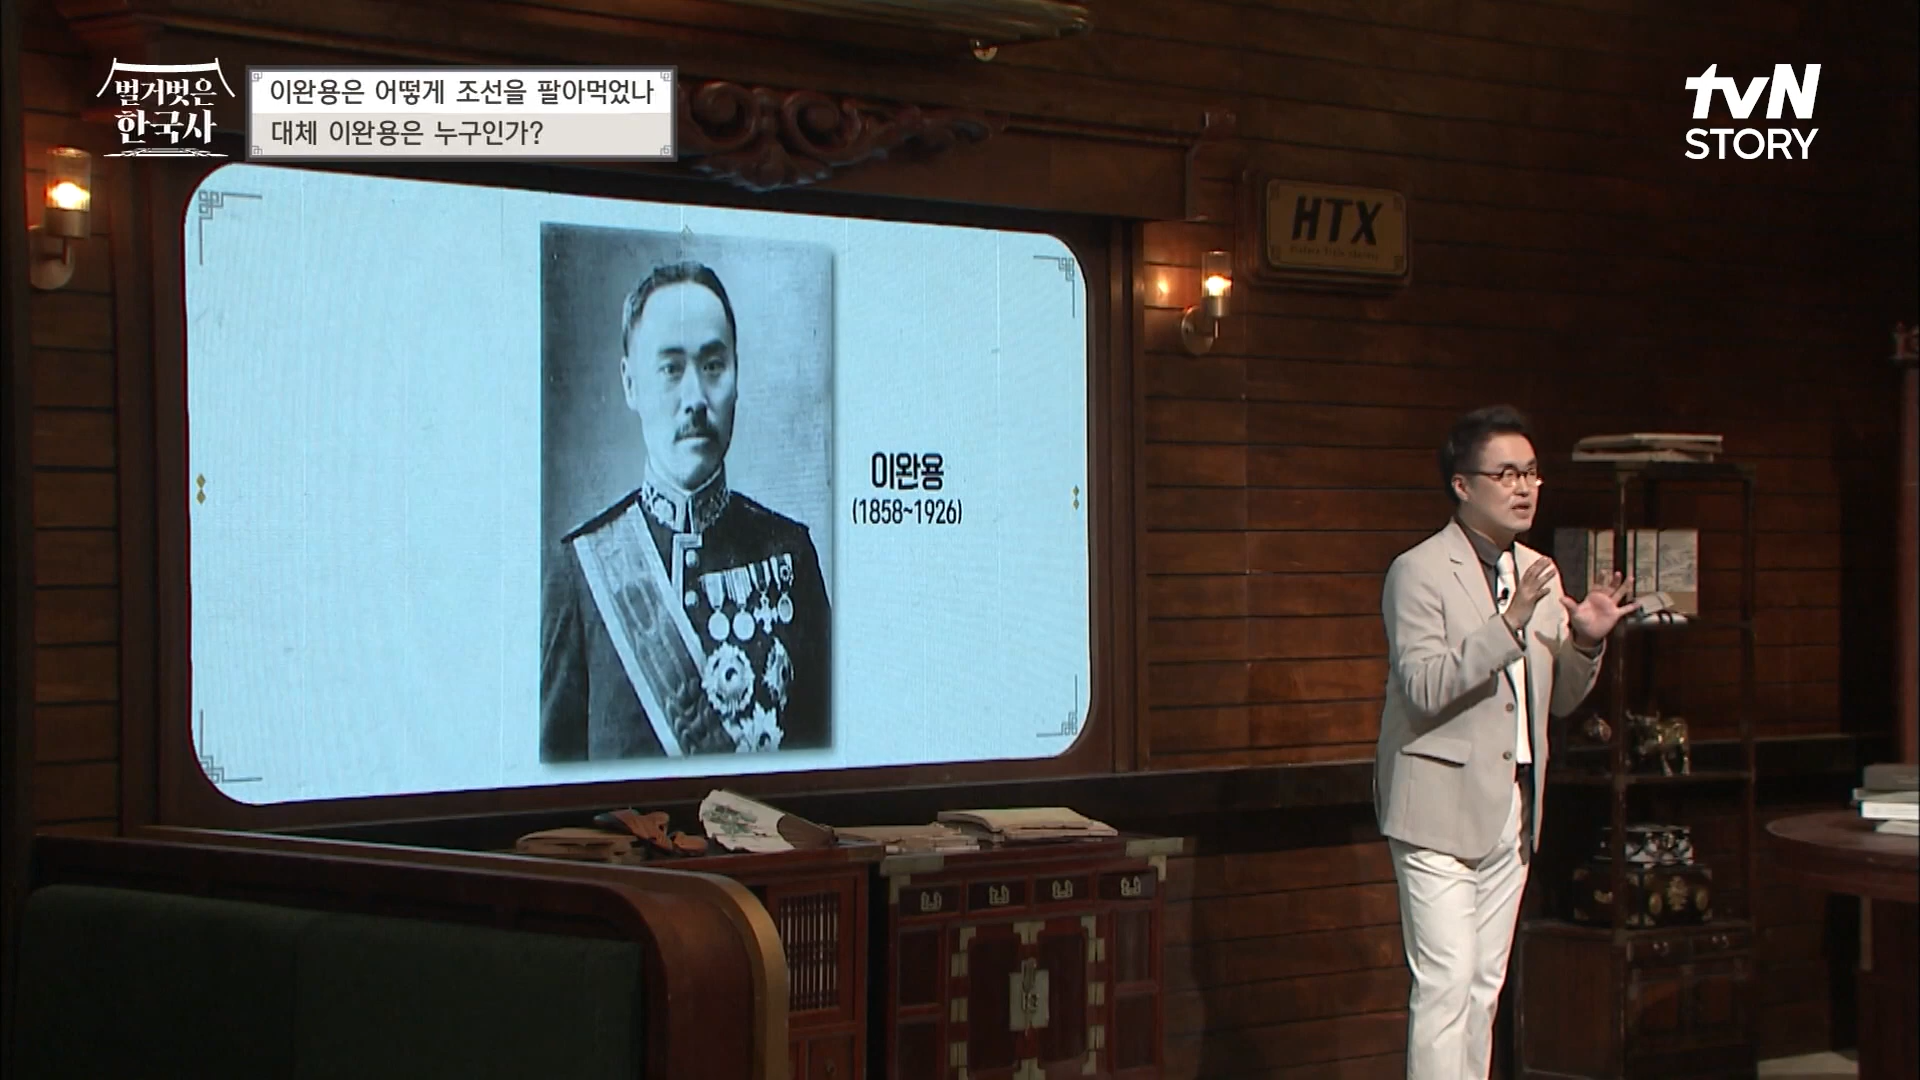 벌거벗은
한국사
이완용은 어떻게 조선을 팔아먹었나
대체 이완용은 누구인가?
tvN
STORY
HTX
이완용
(1858~1926)